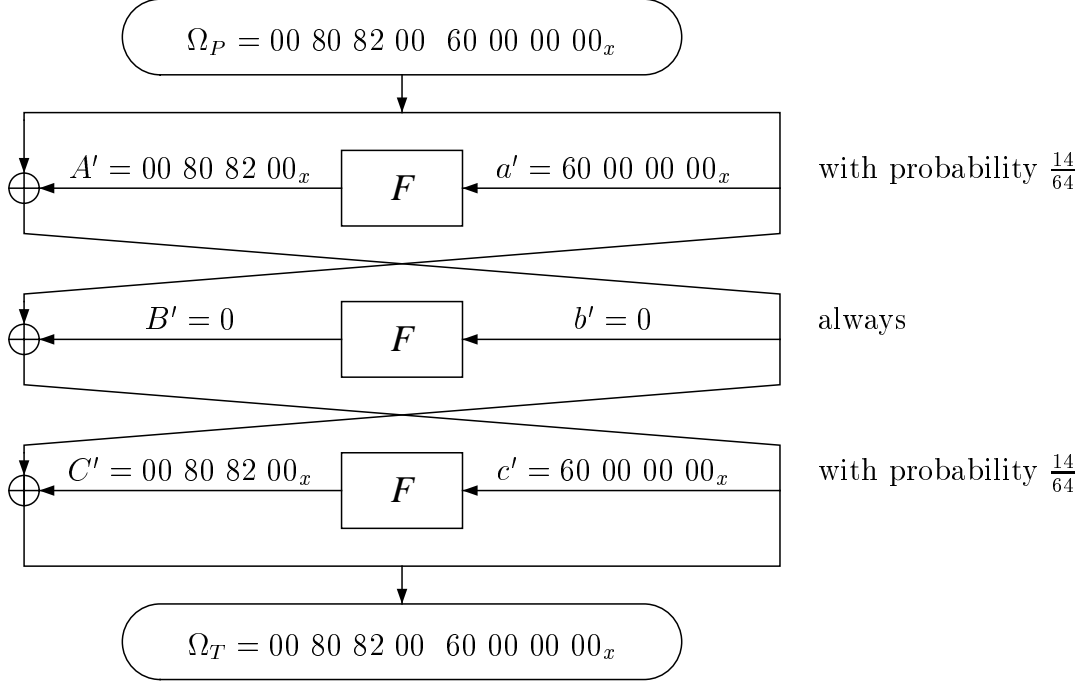 Ω_P = 00 80 82 00 60 00 00 00_x
A′ = 00 80 82 00_x F a′ = 60 00 00 00_x with probability 14/64
B′ = 0 F b′ = 0 always
C′ = 00 80 82 00_x F c′ = 60 00 00 00_x with probability 14/64
Ω_T = 00 80 82 00 60 00 00 00_x